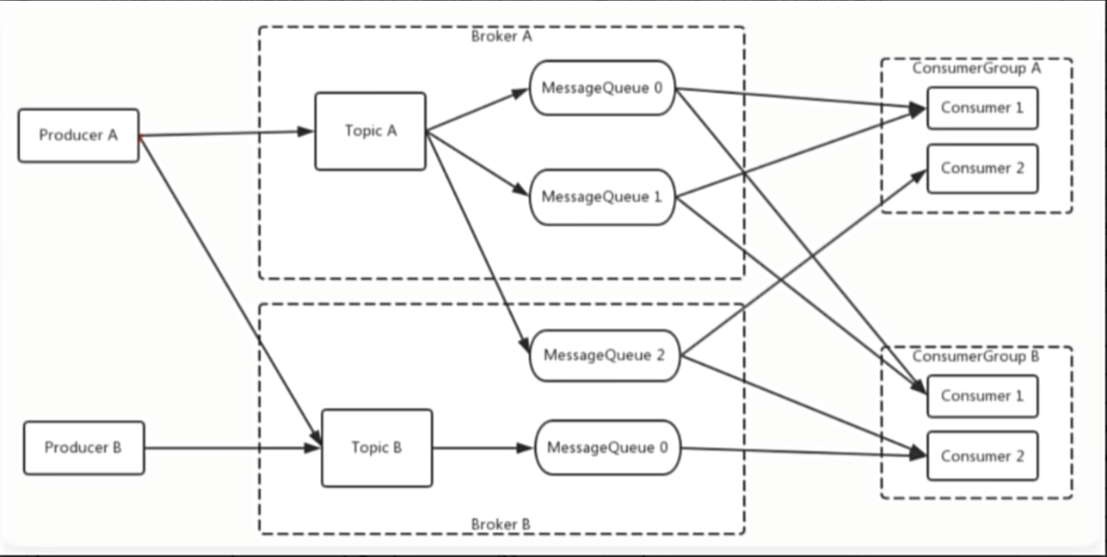 Broker A
ConsumerGroup A
MessageQueue 0
Consumer 1
Producer A
Topic A
Consumer 2
MessageQueue 1
MessageQueue 2
ConsumerGroup B
Consumer 1
Producer B
Topic B
MessageQueue 0
Consumer 2
Broker B